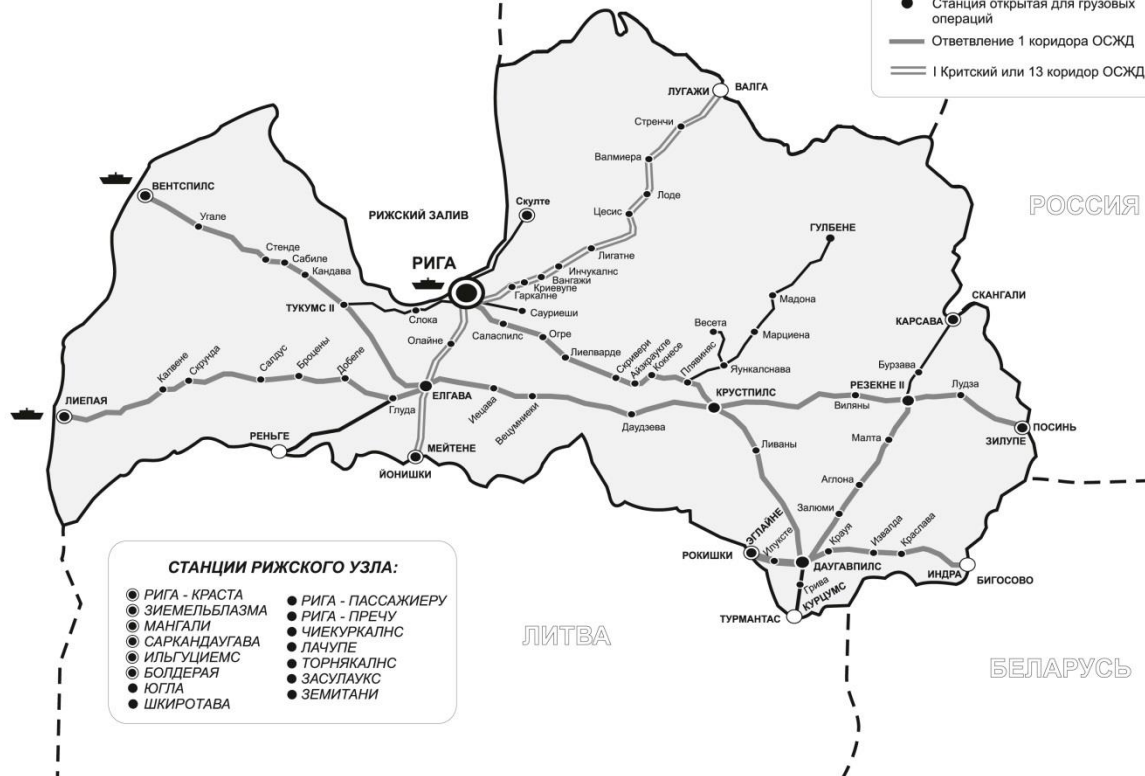 Станция открытая для грузовых
операций
Ответвление 1 коридора ОСЖД
I Критский или 13 коридор ОСЖД
ЛУГАЖИ
ВАЛГА
Стренчи
Валмиера
Лоде
Цесис
Лигатне
Инчукалнс
Вангажи
Криевупе
Гаркалне
ВЕНТСПИЛС
Угале
Стенде
Сабиле
Кандава
ТУКУМС II
РИЖСКИЙ ЗАЛИВ
Скулте
РИГА
Слока
Олайне
Сауриеши
Саласпилс
Огре
Лиелварде
Скривери
Айзкраукле
Кокнесе
Плявиняс
Весета
Яункалснава
Марциена
Мадона
ГУЛБЕНЕ
РОССИЯ
СКАНГАЛИ
КАРСАВА
Бурзава
РЕЗЕКНЕ II
Лудза
ПОСИНЬ
ЗИЛУПЕ
Виляны
КРУСТПИЛС
Малта
Аглона
Залюми
Ливаны
ЛИЕПАЯ
Калвене
Скрунда
Салдус
Броцены
Добеле
Глуда
ЕЛГАВА
Иецава
Вецумниеки
Даудзева
РЕНЬГЕ
МЕЙТЕНЕ
ЙОНИШКИ
РОКИШКИ
ЭГЛАЙНЕ
Илуксте
ДАУГАВПИЛС
Крауя
Извалда
Краслава
ИНДРА
БИГОСОВО
Грива
КУРЦУМС
ТУРМАНТАС
ЛИТВА
БЕЛАРУСЬ
СТАНЦИИ РИЖСКОГО УЗЛА:
РИГА - КРАСТА
ЗИЕМЕЛЬБЛАЗМА
МАНГАЛИ
САРКАНДАУГАВА
ИЛЬГУЦИЕМС
БОЛДЕРАЯ
ЮГЛА
ШКИРОТАВА
РИГА - ПАССАЖИЕРУ
РИГА - ПРЕЧУ
ЧИЕКУРКАЛНС
ЛАЧУПЕ
ТОРНЯКАЛНС
ЗАСУЛАУКС
ЗЕМИТАНИ